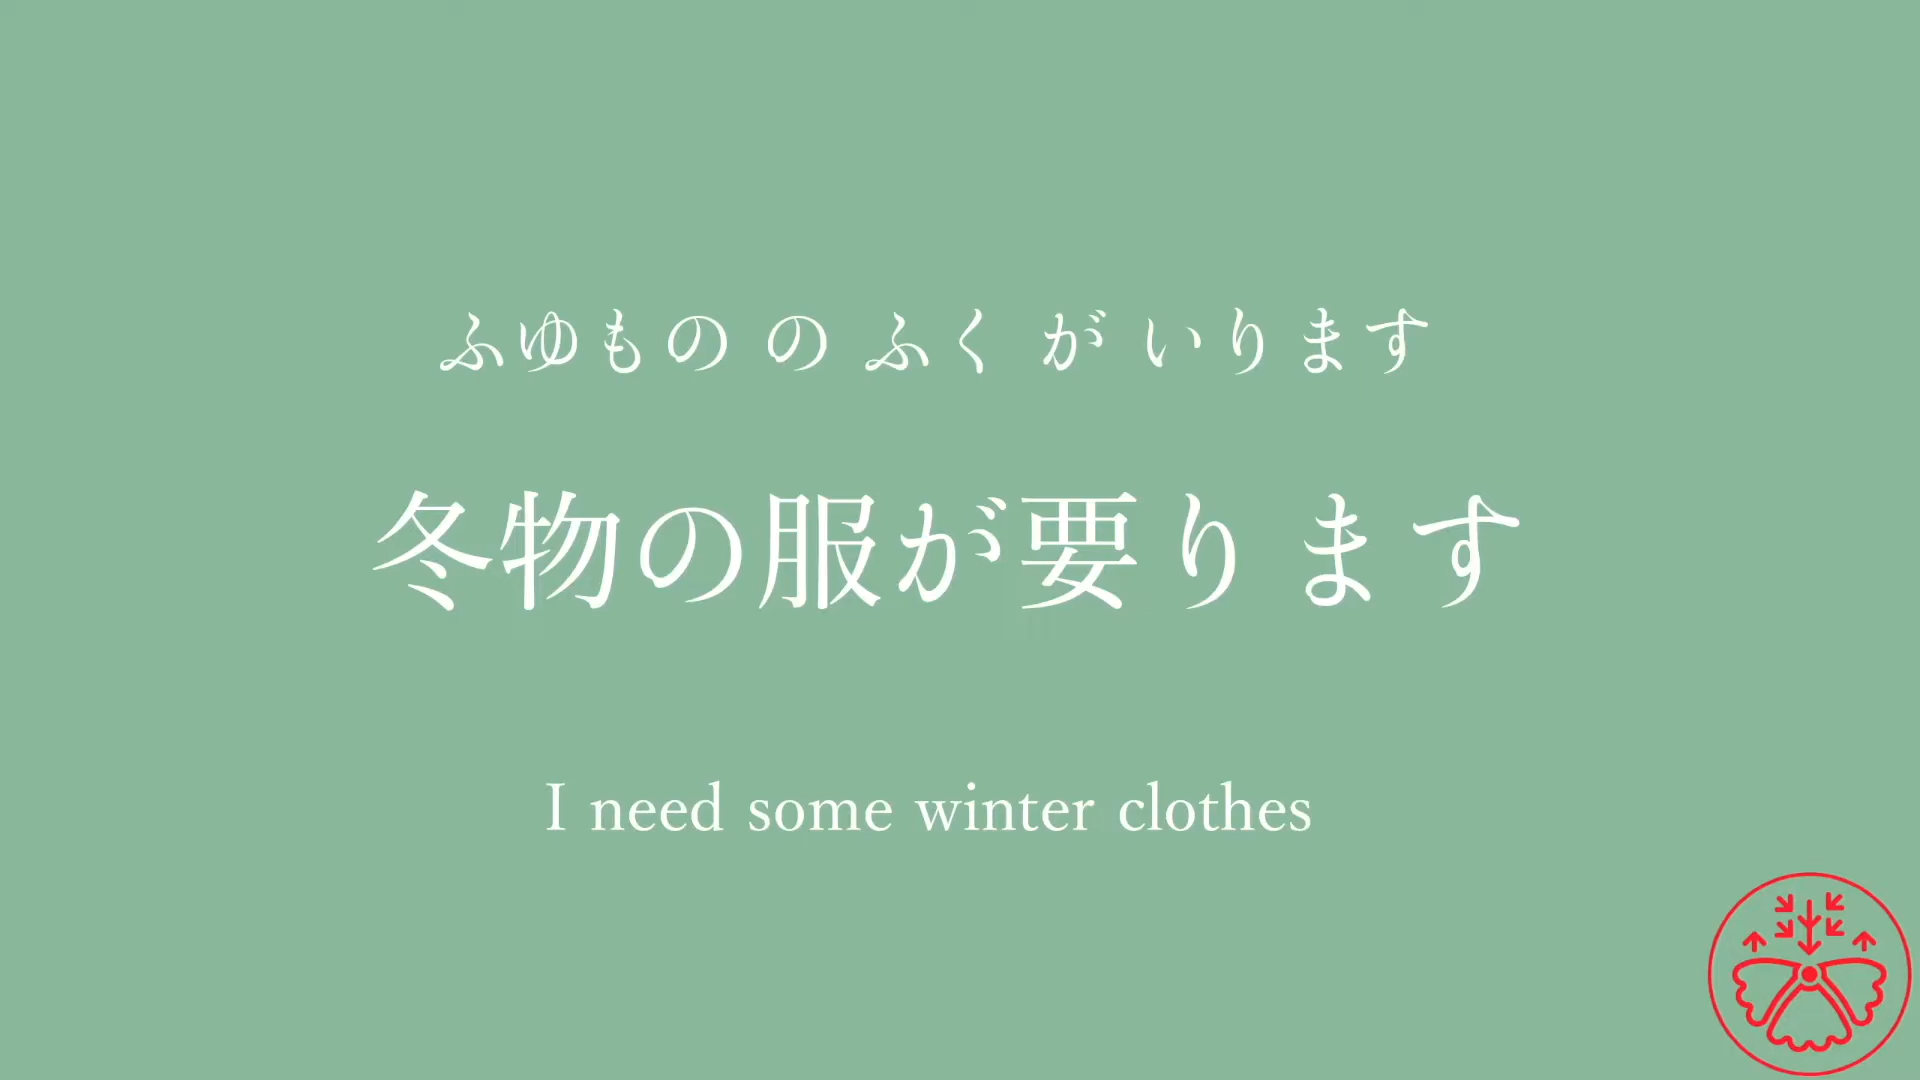 ふゆもの の ふく が いり ます
冬物の服が要ります
I need some winter clothes